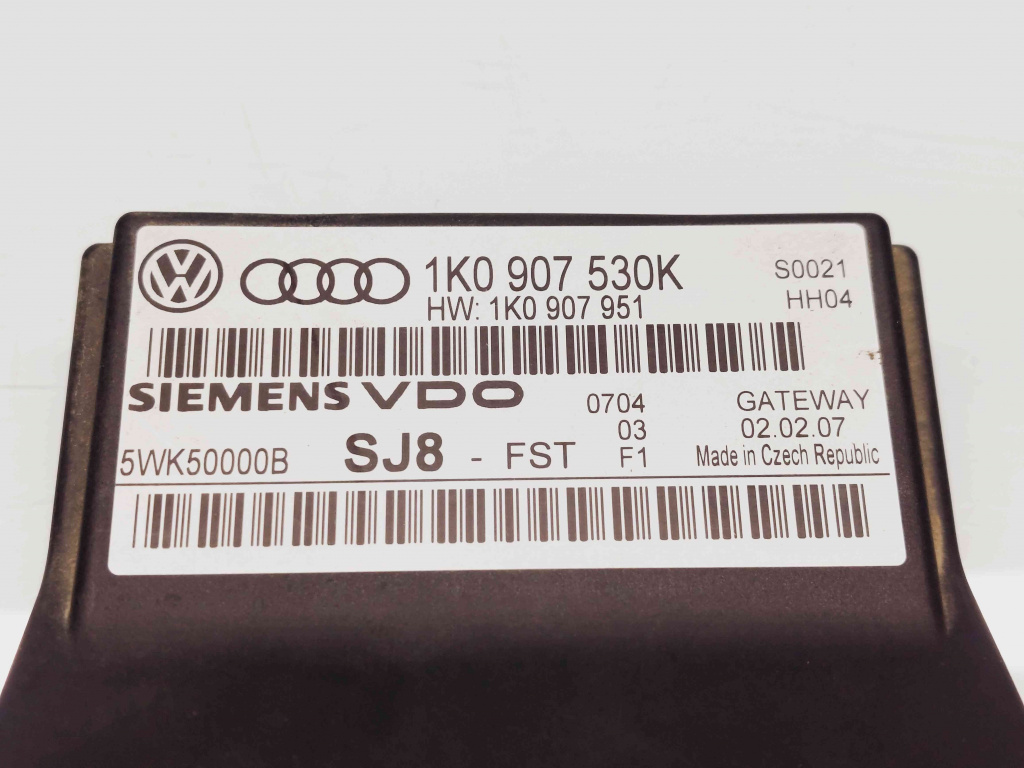 1K0 907 530K
HW: 1K0 907 951
S0021
HH04
SIEMENS VDO
0704
GATEWAY
03
02.02.07
5WK50000B
SJ8 - FST
F1
Made in Czech Republic